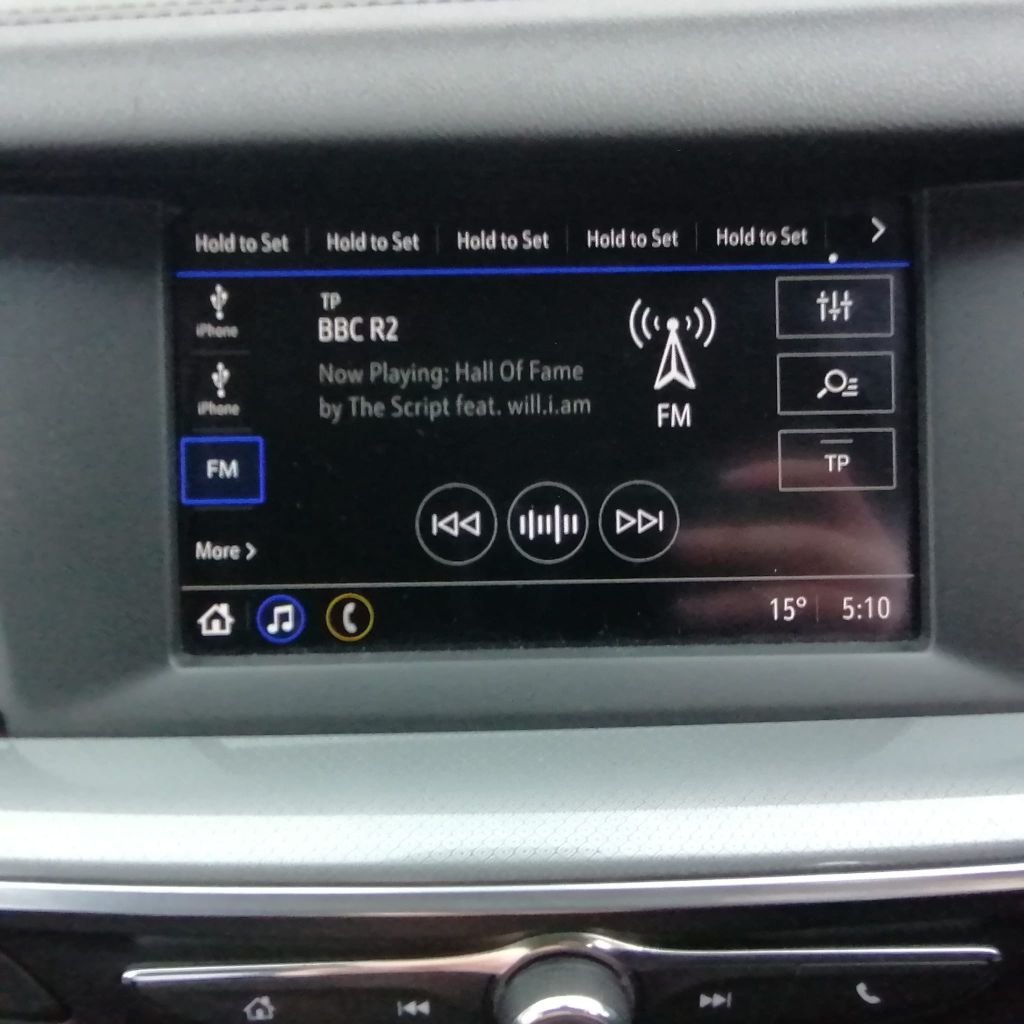 Hold to Set Hold to Set Hold to Set Hold to Set Hold to Set
iPhone
TP
BBC R2
Now Playing: Hall Of Fame
by The Script feat. will.i.am
iPhone
FM
FM
TP
More
15° 5:10